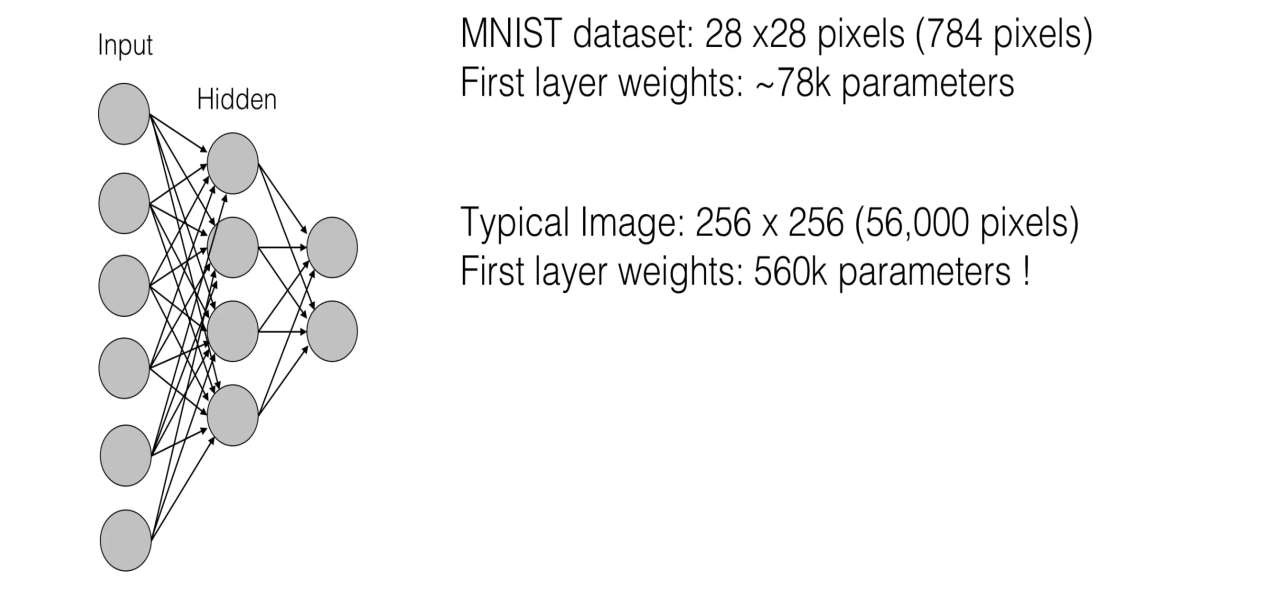 Input
Hidden
MNIST dataset: 28 x28 pixels (784 pixels)
First layer weights: ~78k parameters
Typical Image: 256 x 256 (56,000 pixels)
First layer weights: 560k parameters !